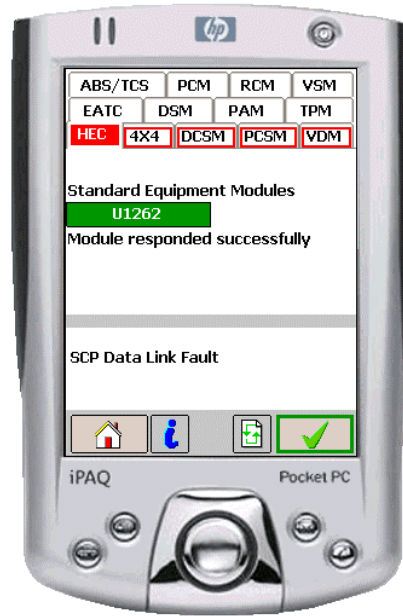 hp
ABS/TCS PCM RCM VSM
EATC DSM PAM TPM
HEC 4X4 DCSM PCSM VDM
Standard Equipment Modules
U1262
Module responded successfully
SCP Data Link Fault
i
iPAQ Pocket PC